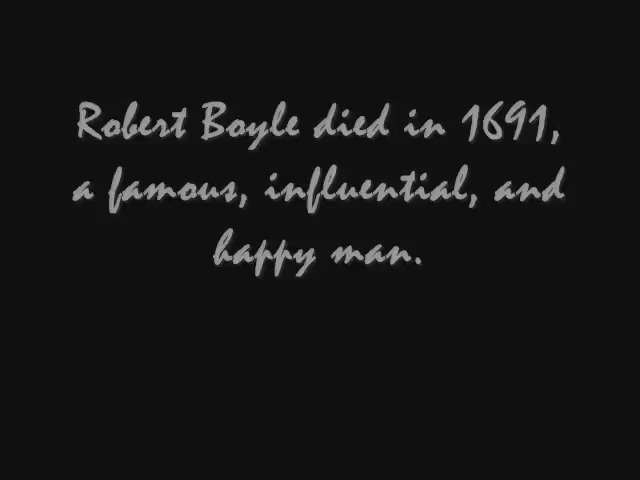 Robert Boyle died in 1691,
a famous, influential, and
happy man.